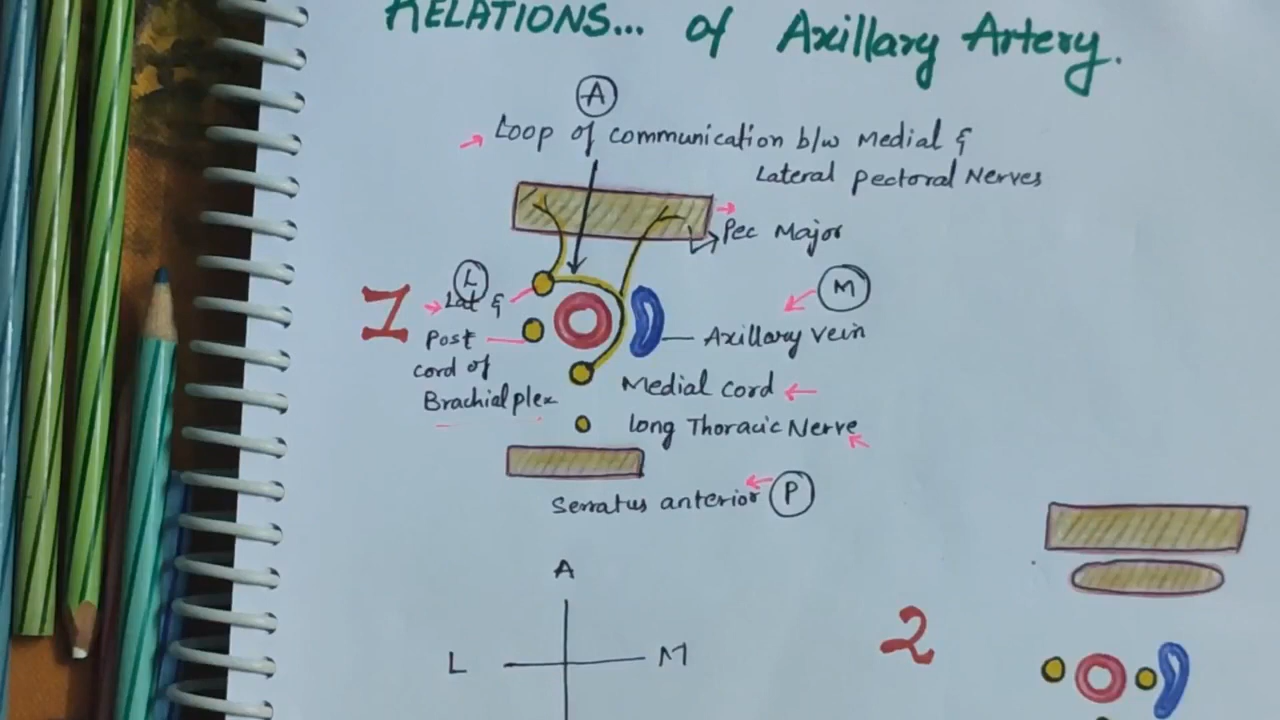 RELATIONS... of Axillary Artery.
A
Loop of communication b/w Medial &
Lateral pectoral Nerves
Pec Major
L
M
1
Lat &
Post
cord of
Brachial plex
Axillary vein
Medial cord
long Thoracic Nerve
Serratus anterior P
A
L M
2